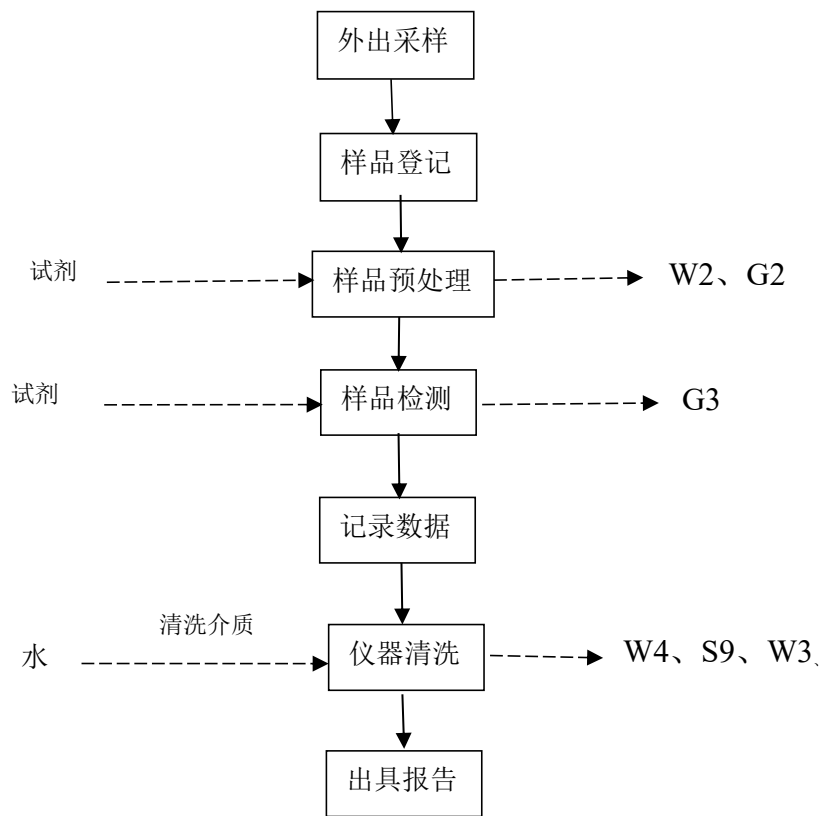 外出采样
样品登记
试剂
样品预处理
W2、G2
试剂
样品检测
G3
记录数据
水
清洗介质
仪器清洗
W4、S9、W3、
出具报告